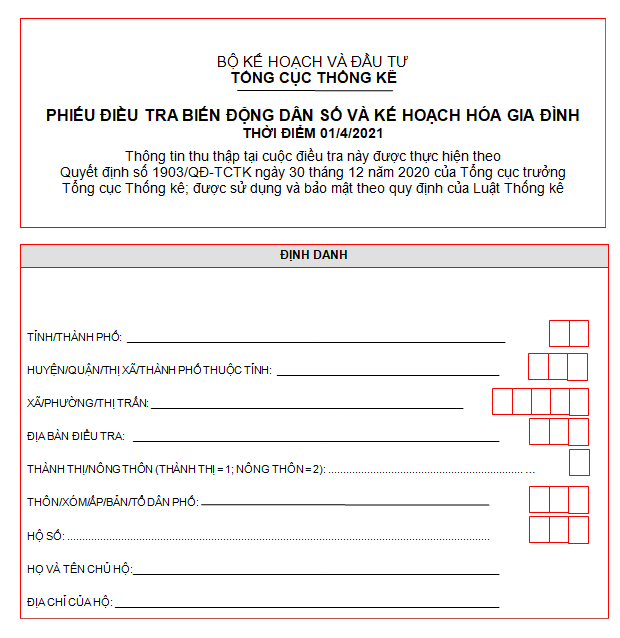 BỘ KẾ HOẠCH VÀ ĐẦU TƯ
TỔNG CỤC THỐNG KÊ
PHIẾU ĐIỀU TRA BIẾN ĐỘNG DÂN SỐ VÀ KẾ HOẠCH HÓA GIA ĐÌNH
THỜI ĐIỂM 01/4/2021
Thông tin thu thập tại cuộc điều tra này được thực hiện theo
Quyết định số 1903/QĐ-TCTK ngày 30 tháng 12 năm 2020 của Tổng cục trưởng
Tổng cục Thống kê; được sử dụng và bảo mật theo quy định của Luật Thống kê
ĐỊNH DANH
TỈNH/THÀNH PHỐ:
HUYỆN/QUẬN/THỊ XÃ/THÀNH PHỐ THUỘC TỈNH:
XÃ/PHƯỜNG/THỊ TRẤN:
ĐỊA BÀN ĐIỀU TRA:
THÀNH THỊ/NÔNG THÔN (THÀNH THỊ = 1; NÔNG THÔN = 2):
THÔN/XÓM/ẤP/BẢN/TỔ DÂN PHỐ:
HỘ SỐ:
HỌ VÀ TÊN CHỦ HỘ:
ĐỊA CHỈ CỦA HỘ: